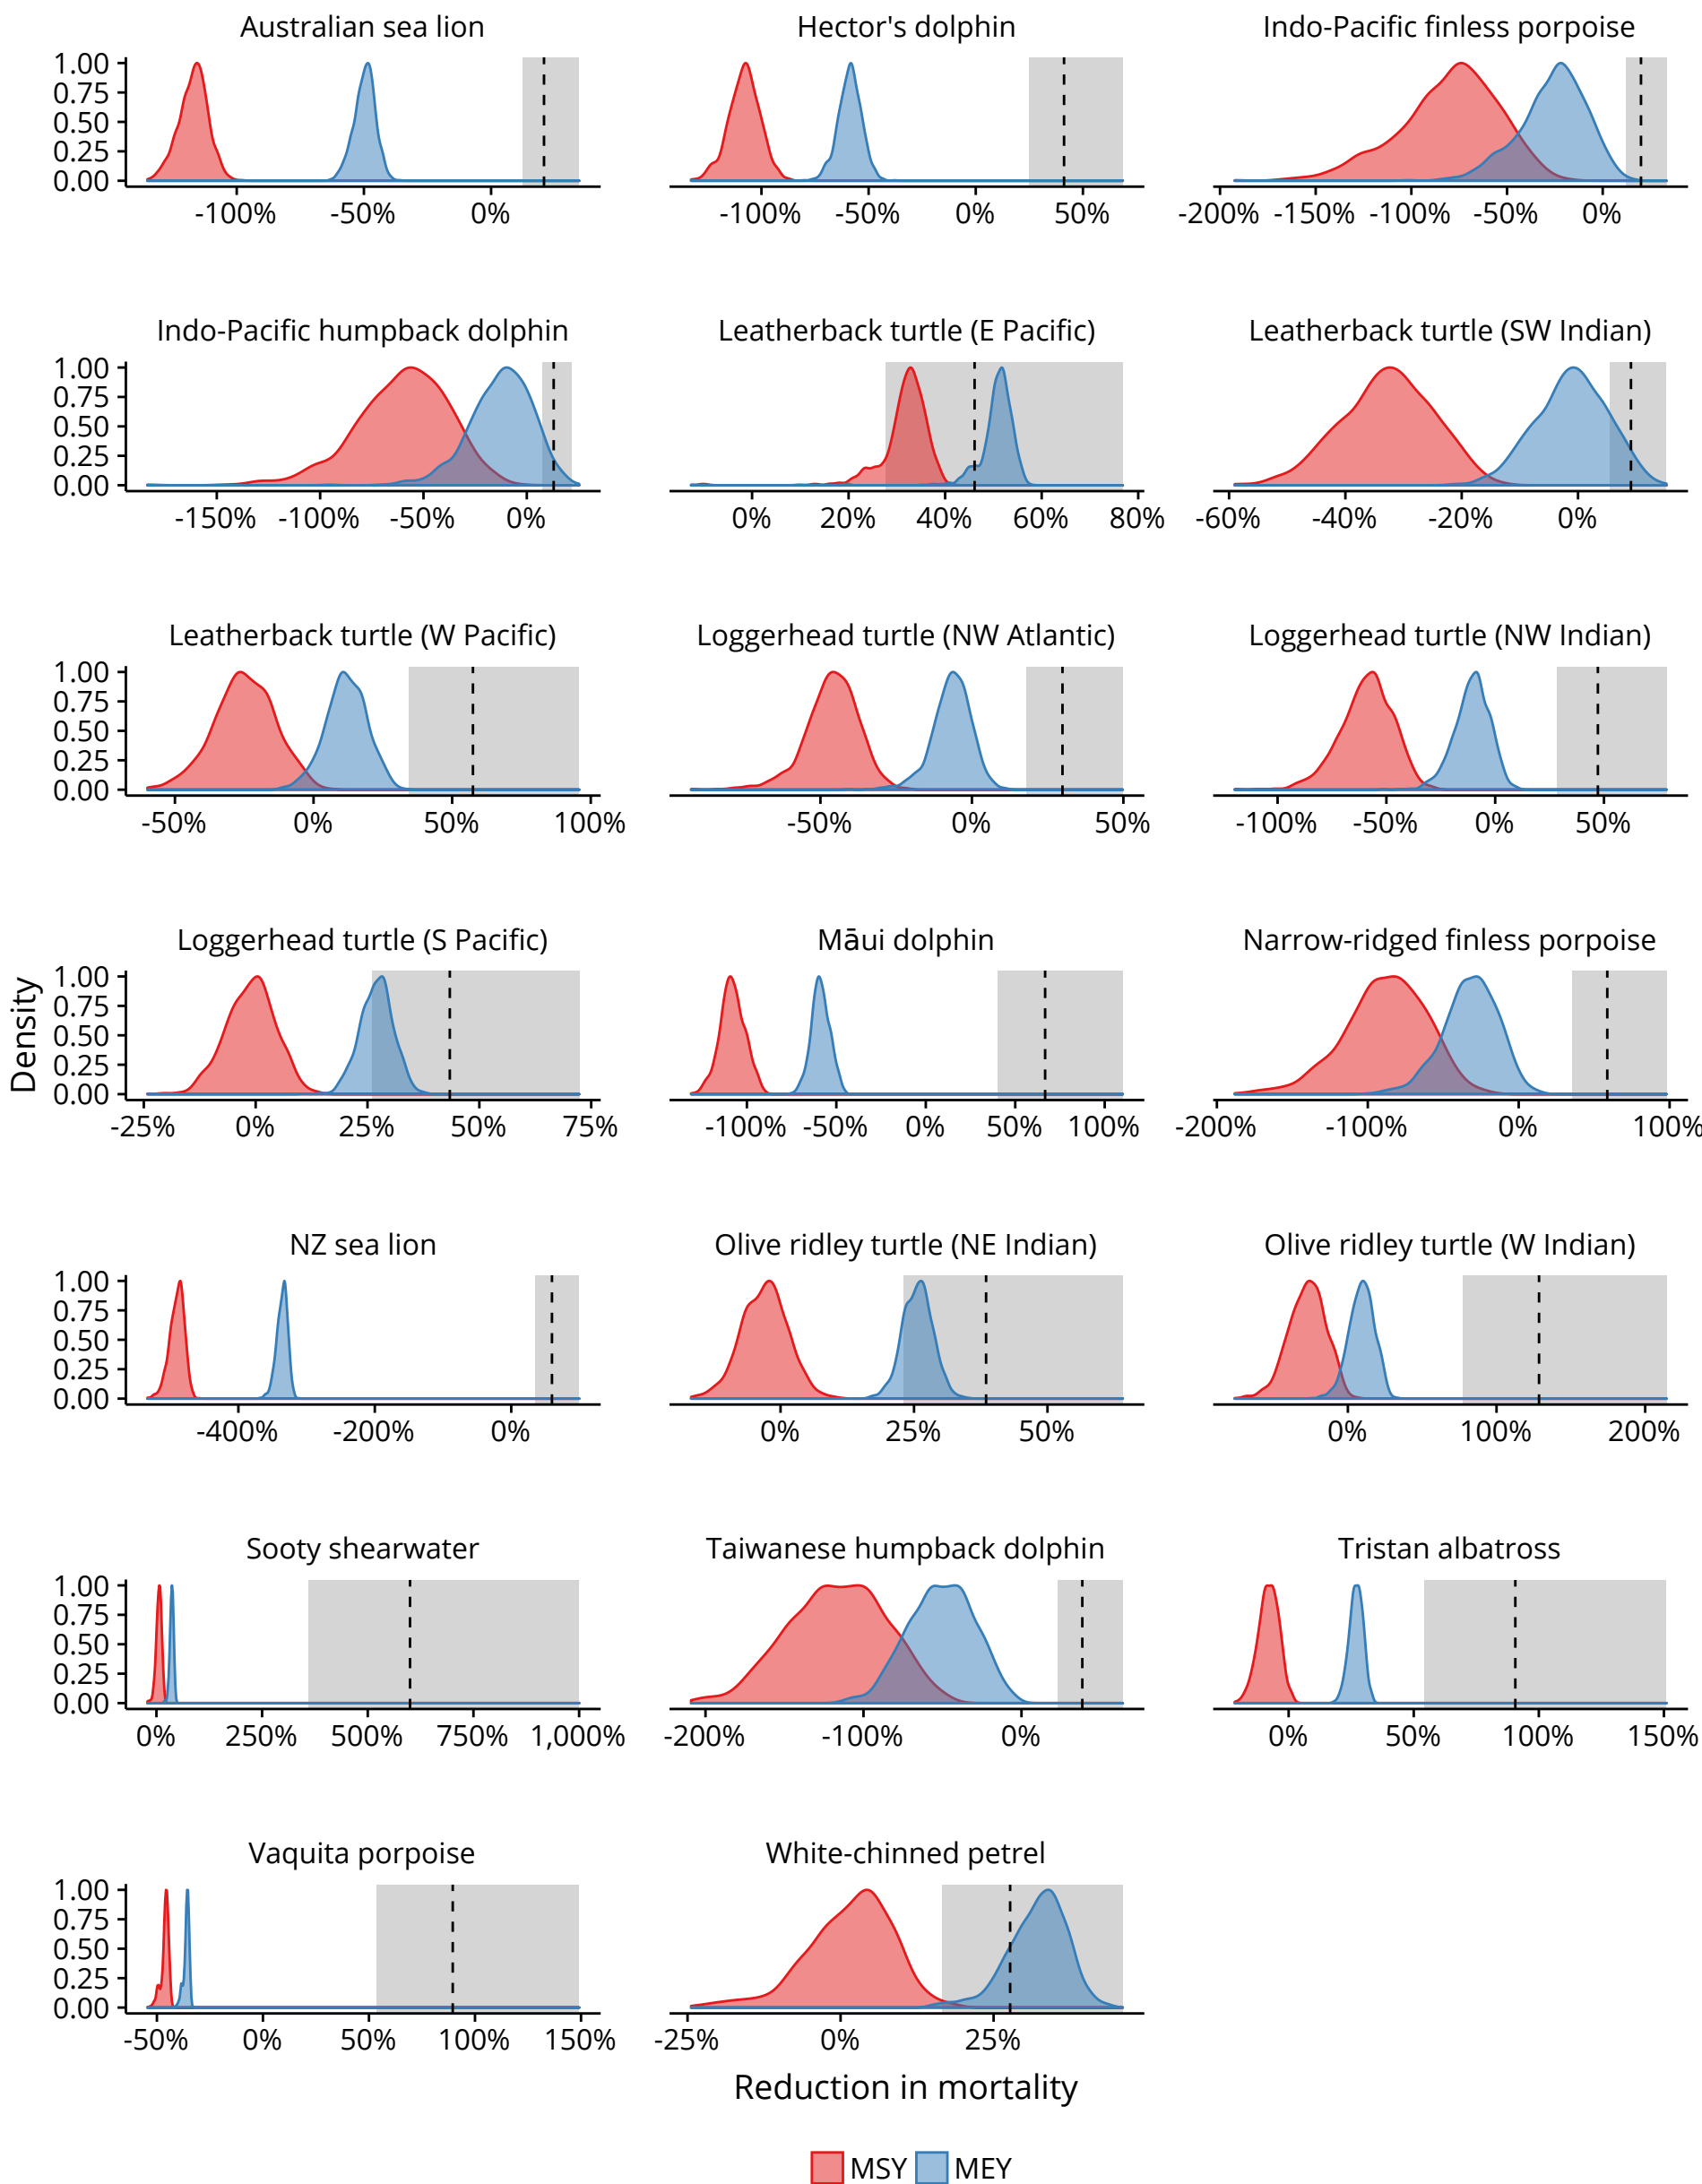 Australian sea lion Hector's dolphin Indo-Pacific finless porpoise
1.00
0.75
0.50
0.25
0.00
-100% -50% 0% -100% -50% 0% 50% -200% -150% -100% -50% 0%
Indo-Pacific humpback dolphin Leatherback turtle (E Pacific) Leatherback turtle (SW Indian)
1.00
0.75
0.50
0.25
0.00
-150% -100% -50% 0% 0% 20% 40% 60% 80% -60% -40% -20% 0%
Leatherback turtle (W Pacific) Loggerhead turtle (NW Atlantic) Loggerhead turtle (NW Indian)
1.00
0.75
0.50
0.25
0.00
-50% 0% 50% 100% -50% 0% 50% -100% -50% 0% 50%
Loggerhead turtle (S Pacific) Māui dolphin Narrow-ridged finless porpoise
Density
1.00
0.75
0.50
0.25
0.00
-25% 0% 25% 50% 75% -100% -50% 0% 50% 100% -200% -100% 0% 100%
NZ sea lion Olive ridley turtle (NE Indian) Olive ridley turtle (W Indian)
1.00
0.75
0.50
0.25
0.00
-400% -200% 0% 0% 25% 50% 0% 100% 200%
Sooty shearwater Taiwanese humpback dolphin Tristan albatross
1.00
0.75
0.50
0.25
0.00
0% 250% 500% 750% 1,000% -200% -100% 0% 0% 50% 100% 150%
Vaquita porpoise White-chinned petrel
1.00
0.75
0.50
0.25
0.00
-50% 0% 50% 100% 150% -25% 0% 25%
Reduction in mortality
MSY MEY